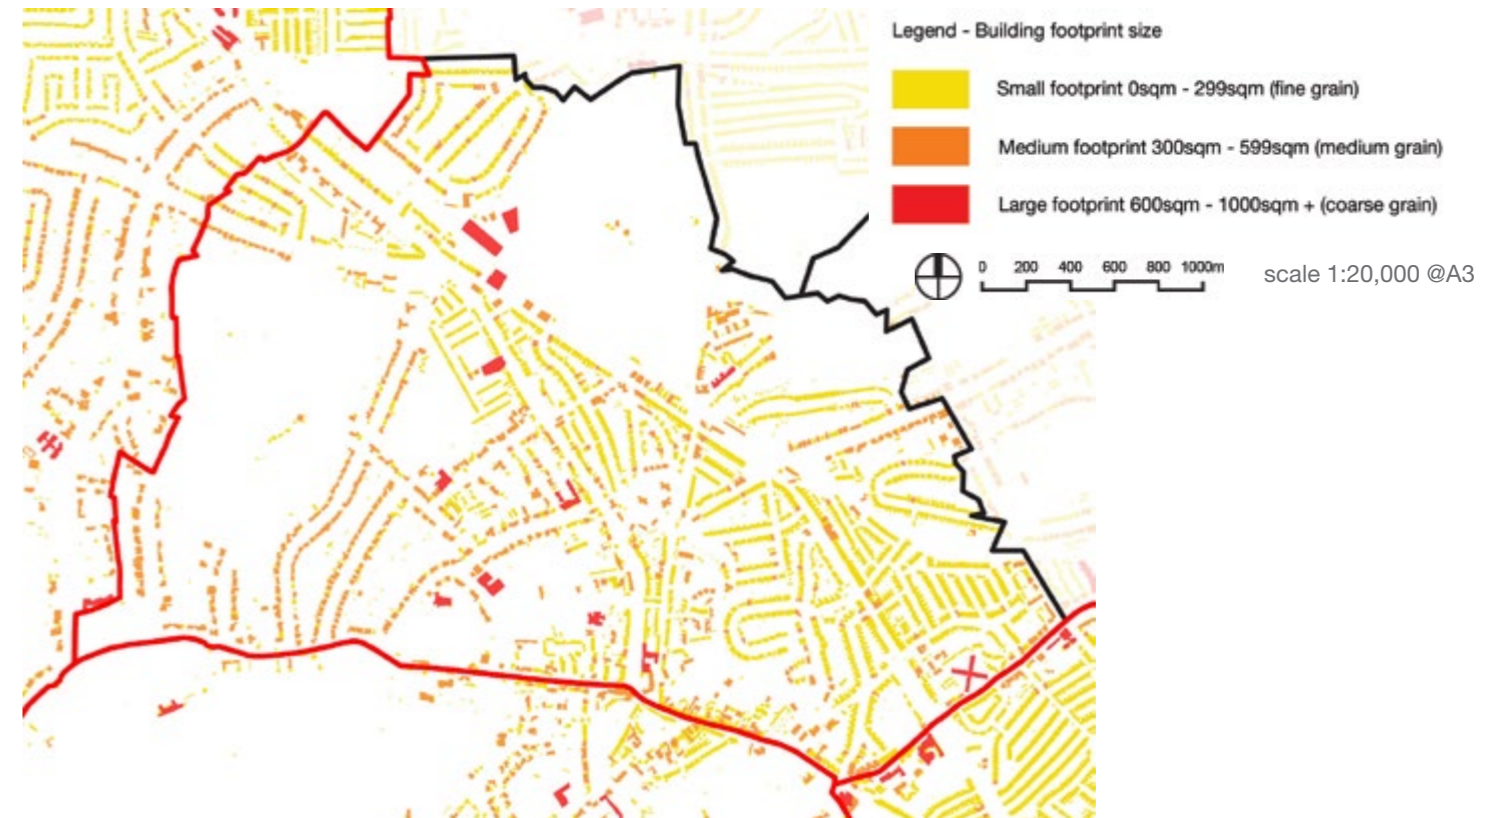 Legend - Building footprint size
Small footprint 0sqm - 299sqm (fine grain)
Medium footprint 300sqm - 599sqm (medium grain)
Large footprint 600sqm - 1000sqm + (coarse grain)
0 200 400 600 800 1000m
scale 1:20,000 @A3